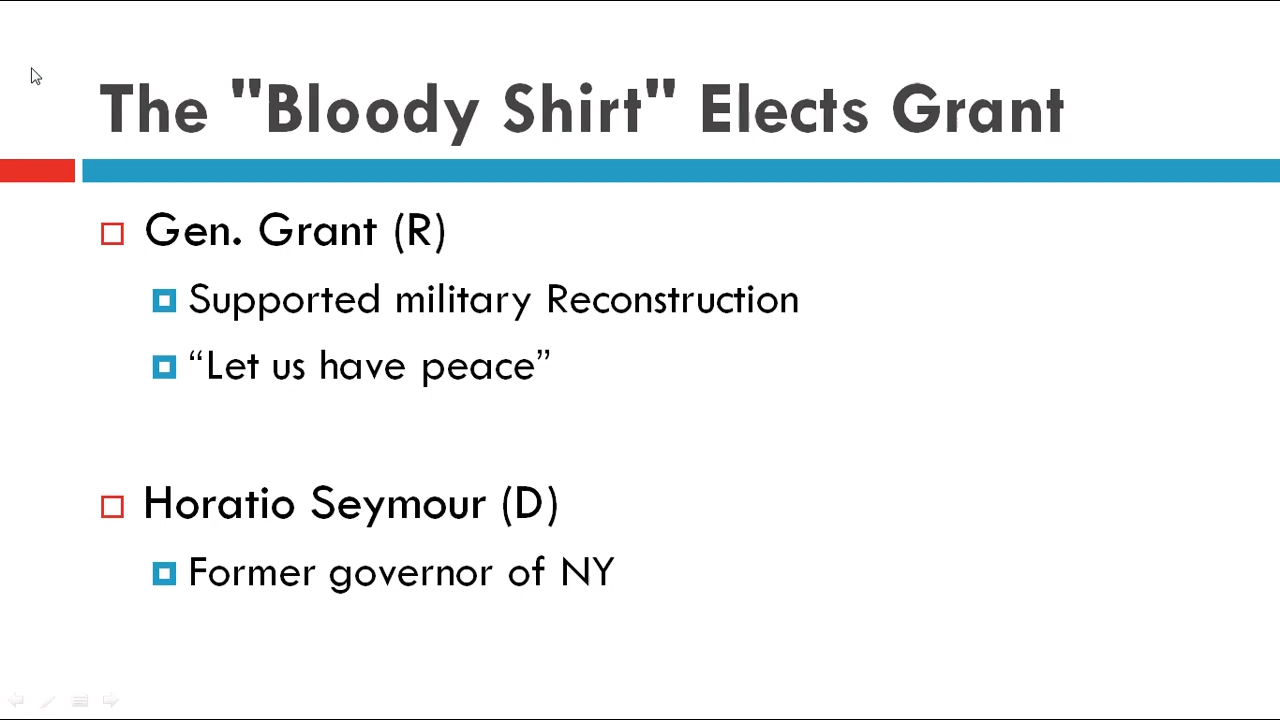 The "Bloody Shirt" Elects Grant
Gen. Grant (R)
Supported military Reconstruction
“Let us have peace”
Horatio Seymour (D)
Former governor of NY